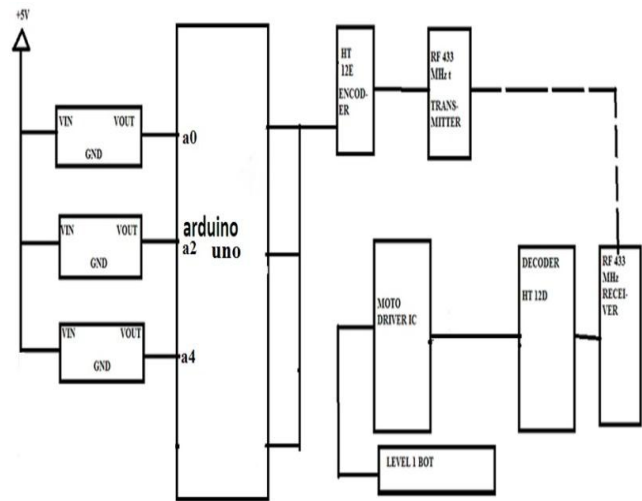 +5V
VIN VOUT
GND
a0
VIN VOUT
GND
a2
VIN VOUT
GND
a4
arduino
uno
HT
12E
ENCOD-
ER
RF 433
MHz t
TRANS-
MITTER
MOTO
DRIVER IC
DECODER
HT 12D
RF 433
MHz
RECEI-
VER
LEVEL 1 BOT